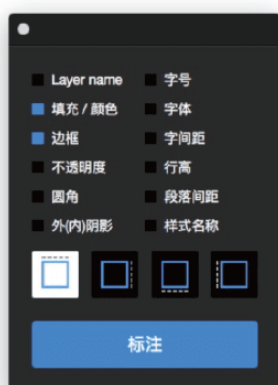 Layer name 字号
填充 / 颜色 字体
边框 字间距
不透明度 行高
圆角 段落间距
外(内)阴影 样式名称
标注